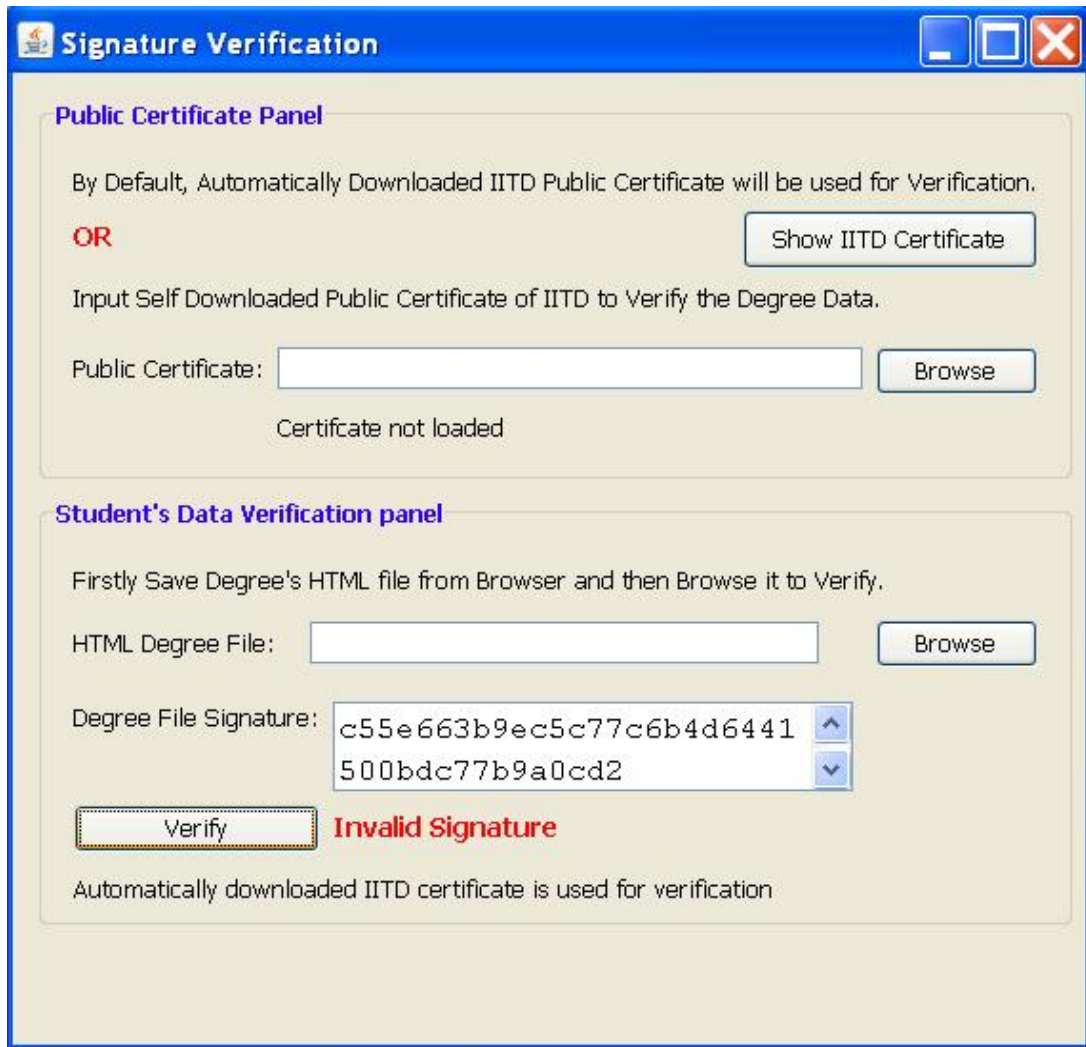 Signature Verification
Public Certificate Panel
By Default, Automatically Downloaded IITD Public Certificate will be used for Verification.
OR
Show IITD Certificate
Input Self Downloaded Public Certificate of IITD to Verify the Degree Data.
Public Certificate:
Browse
Certifcate not loaded
Student's Data Verification panel
Firstly Save Degree's HTML file from Browser and then Browse it to Verify.
HTML Degree File:
Browse
Degree File Signature:
c55e663b9ec5c77c6b4d6441
500bdc77b9a0cd2
Verify
Invalid Signature
Automatically downloaded IITD certificate is used for verification